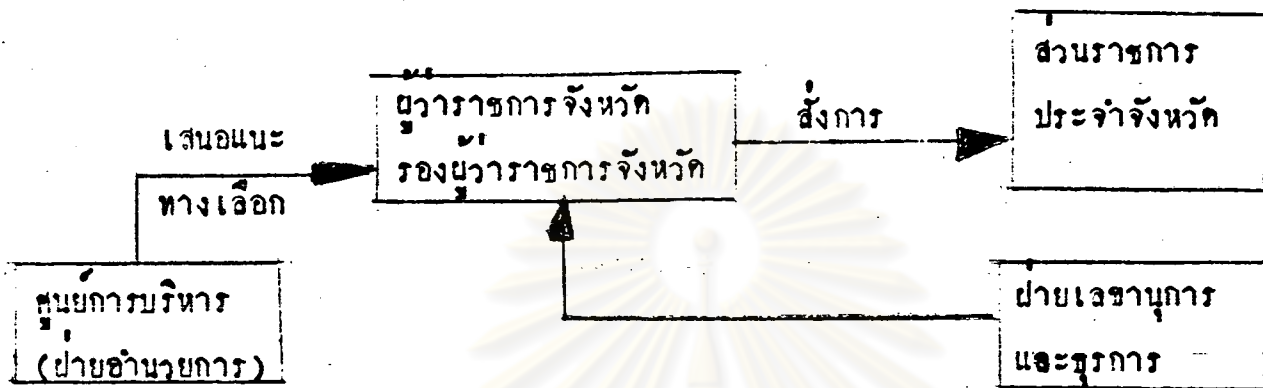 ส่วนราชการ
ประจำจังหวัด
ผู้ว่าราชการจังหวัด
รองผู้ว่าราชการจังหวัด
สั่งการ
เสนอแนะ
ทางเลือก
ศูนย์การบริหาร
(ฝ่ายอำนวยการ)
ฝ่ายเลขานุการ
และธุรการ